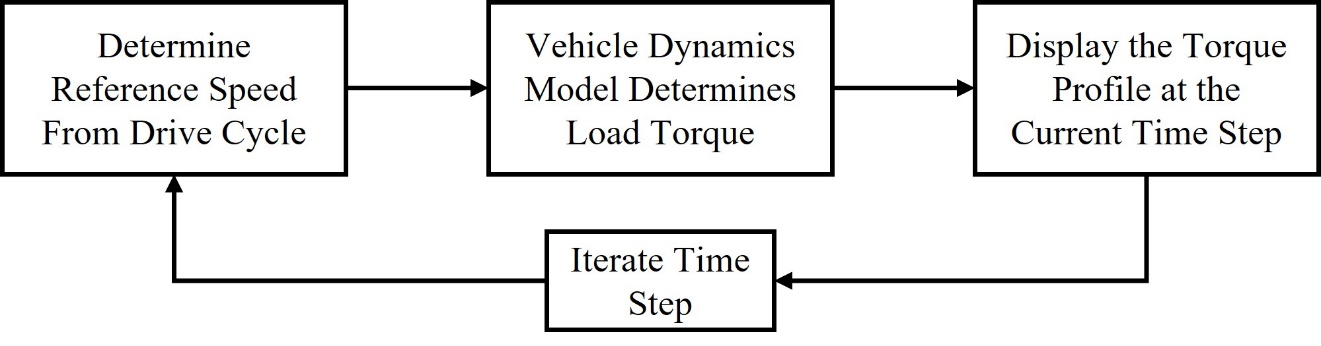 Determine
Reference Speed
From Drive Cycle
Vehicle Dynamics
Model Determines
Load Torque
Display the Torque
Profile at the
Current Time Step
Iterate Time
Step